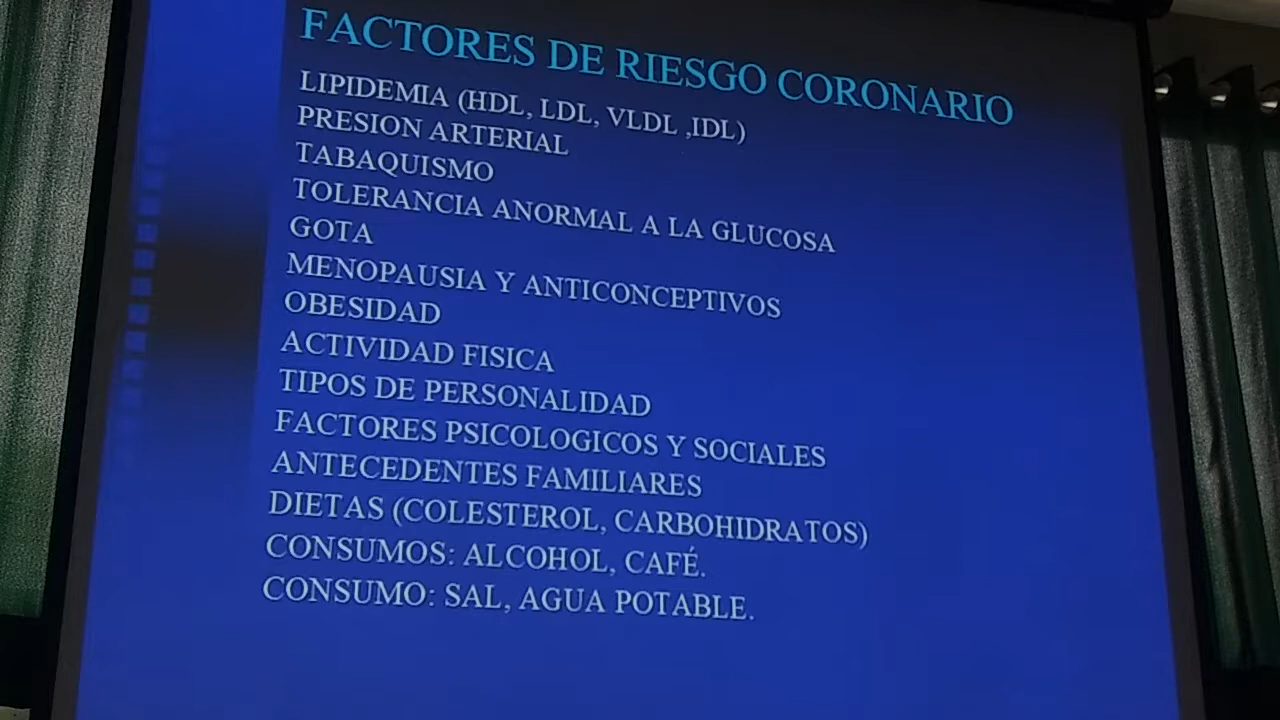 FACTORES DE RIESGO CORONARIO
LIPIDEMIA (HDL, LDL, VLDL ,IDL)
PRESION ARTERIAL
TABAQUISMO
TOLERANCIA ANORMAL A LA GLUCOSA
GOTA
MENOPAUSIA Y ANTICONCEPTIVOS
OBESIDAD
ACTIVIDAD FISICA
TIPOS DE PERSONALIDAD
FACTORES PSICOLOGICOS Y SOCIALES
ANTECEDENTES FAMILIARES
DIETAS (COLESTEROL, CARBOHIDRATOS)
CONSUMOS: ALCOHOL, CAFÉ.
CONSUMO: SAL, AGUA POTABLE.